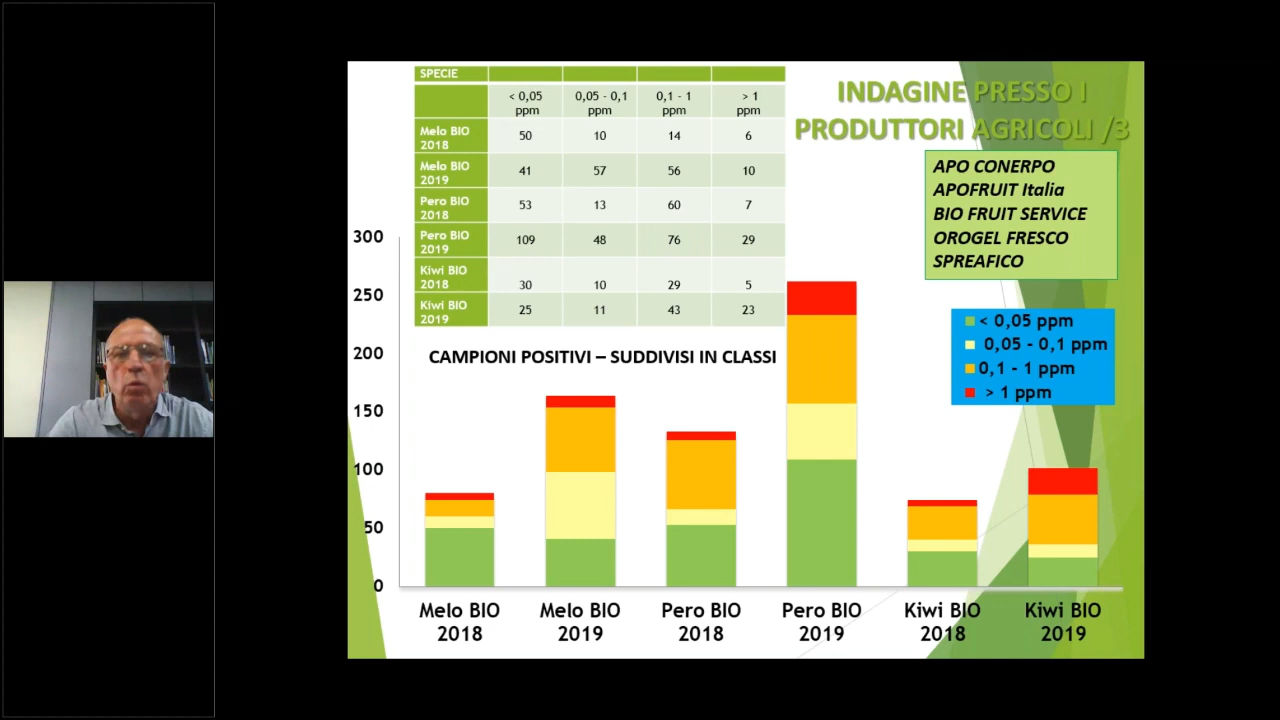 SPECIE
< 0,05 ppm 0,05 - 0,1 ppm 0,1 - 1 ppm > 1 ppm
Melo BIO 2018 50 10 14 6
Melo BIO 2019 41 57 56 10
Pero BIO 2018 53 13 60 7
Pero BIO 2019 109 48 76 29
Kiwi BIO 2018 30 10 29 5
Kiwi BIO 2019 25 11 43 23
INDAGINE PRESSO I
PRODUTTORI AGRICOLI /3
APO CONERPO
APOFRUIT Italia
BIO FRUIT SERVICE
OROGEL FRESCO
SPREAFICO
CAMPIONI POSITIVI – SUDDIVISI IN CLASSI
< 0,05 ppm
0,05 - 0,1 ppm
0,1 - 1 ppm
> 1 ppm
300
250
200
150
100
50
0
Melo BIO 2018
Melo BIO 2019
Pero BIO 2018
Pero BIO 2019
Kiwi BIO 2018
Kiwi BIO 2019